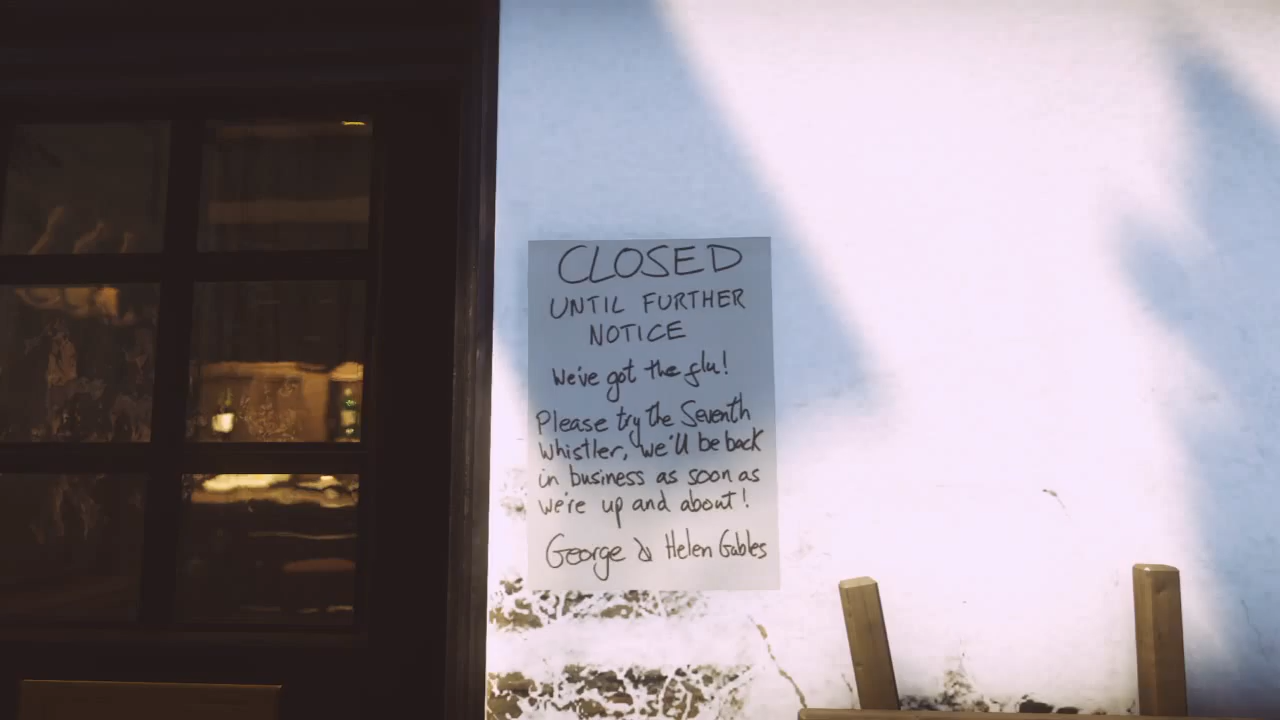 CLOSED
UNTIL FURTHER
NOTICE
We've got the flu!
Please try the Seventh
Whistler, we'll be back
in business as soon as
we're up and about!
George & Helen Gables